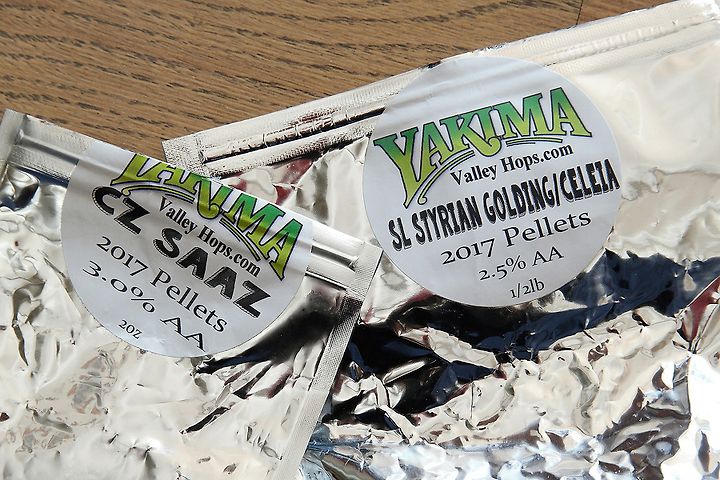 YAKIMA
Valley Hops.com
CZ SAAZ
2017 Pellets
3.0% AA
2oz
YAKIMA
Valley Hops.com
SL STYRIAN GOLDING/CELEIA
2017 Pellets
2.5% AA
1/2lb